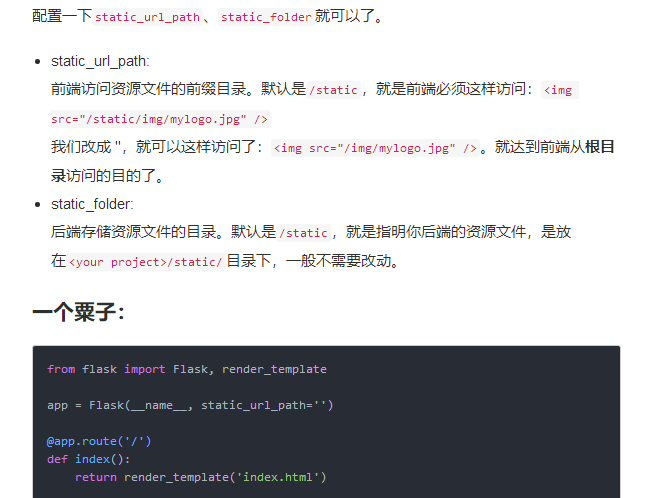 配置一下 static_url_path 、 static_folder 就可以了。
static_url_path:
前端访问资源文件的前缀目录。默认是 /static ，就是前端必须这样访问： <img
src="/static/img/mylogo.jpg" />
我们改成 ''，就可以这样访问了： <img src="/img/mylogo.jpg" /> 。就达到前端从根目
录访问的目的了。
static_folder:
后端存储资源文件的目录。默认是 /static ，就是指明你后端的资源文件，是放
在 <your project>/static/ 目录下，一般不需要改动。
一个粟子：
from flask import Flask, render_template
app = Flask(__name__, static_url_path='')
@app.route('/')
def index():
    return render_template('index.html')